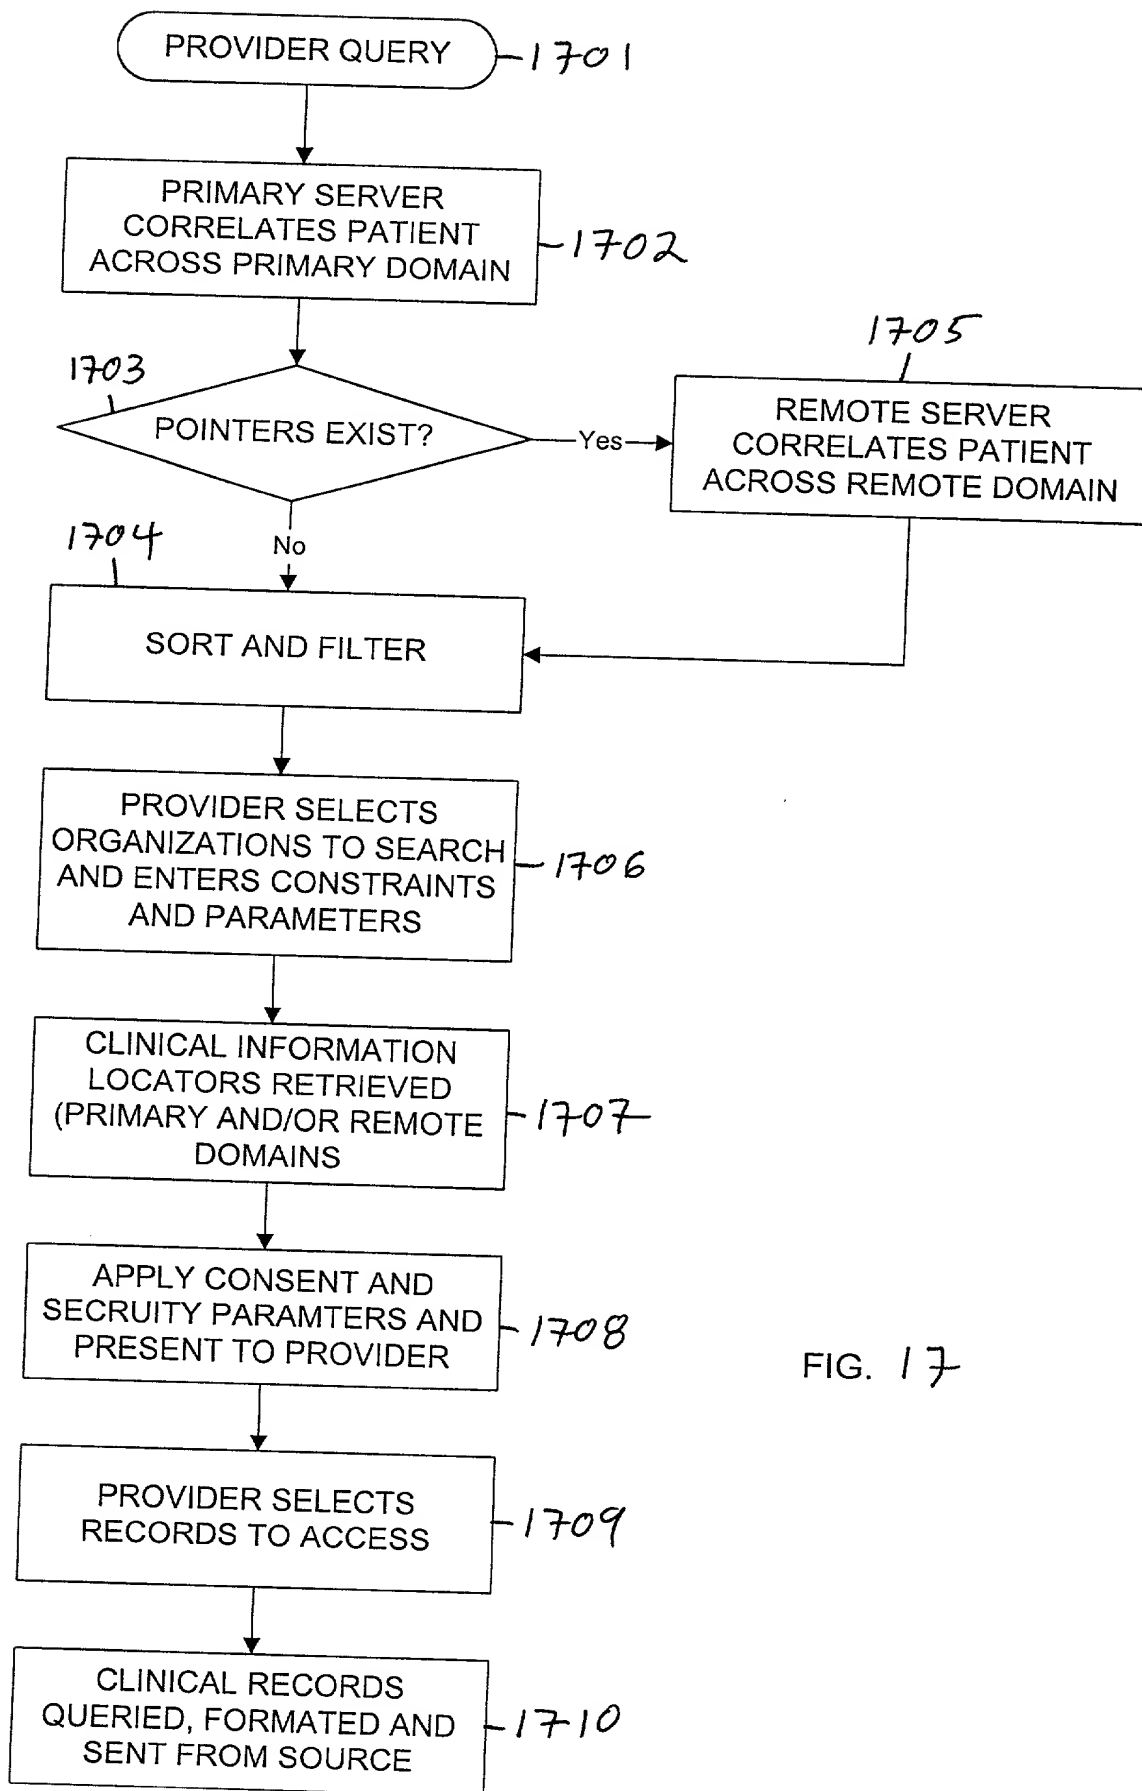 PROVIDER QUERY
1701
PRIMARY SERVER
CORRELATES PATIENT
ACROSS PRIMARY DOMAIN
1702
1703
POINTERS EXIST?
Yes
1705
REMOTE SERVER
CORRELATES PATIENT
ACROSS REMOTE DOMAIN
No
1704
SORT AND FILTER
PROVIDER SELECTS
ORGANIZATIONS TO SEARCH
AND ENTERS CONSTRAINTS
AND PARAMETERS
1706
CLINICAL INFORMATION
LOCATORS RETRIEVED
(PRIMARY AND/OR REMOTE
DOMAINS
1707
APPLY CONSENT AND
SECRUITY PARAMTERS AND
PRESENT TO PROVIDER
1708
FIG. 17
PROVIDER SELECTS
RECORDS TO ACCESS
1709
CLINICAL RECORDS
QUERIED, FORMATED AND
SENT FROM SOURCE
1710